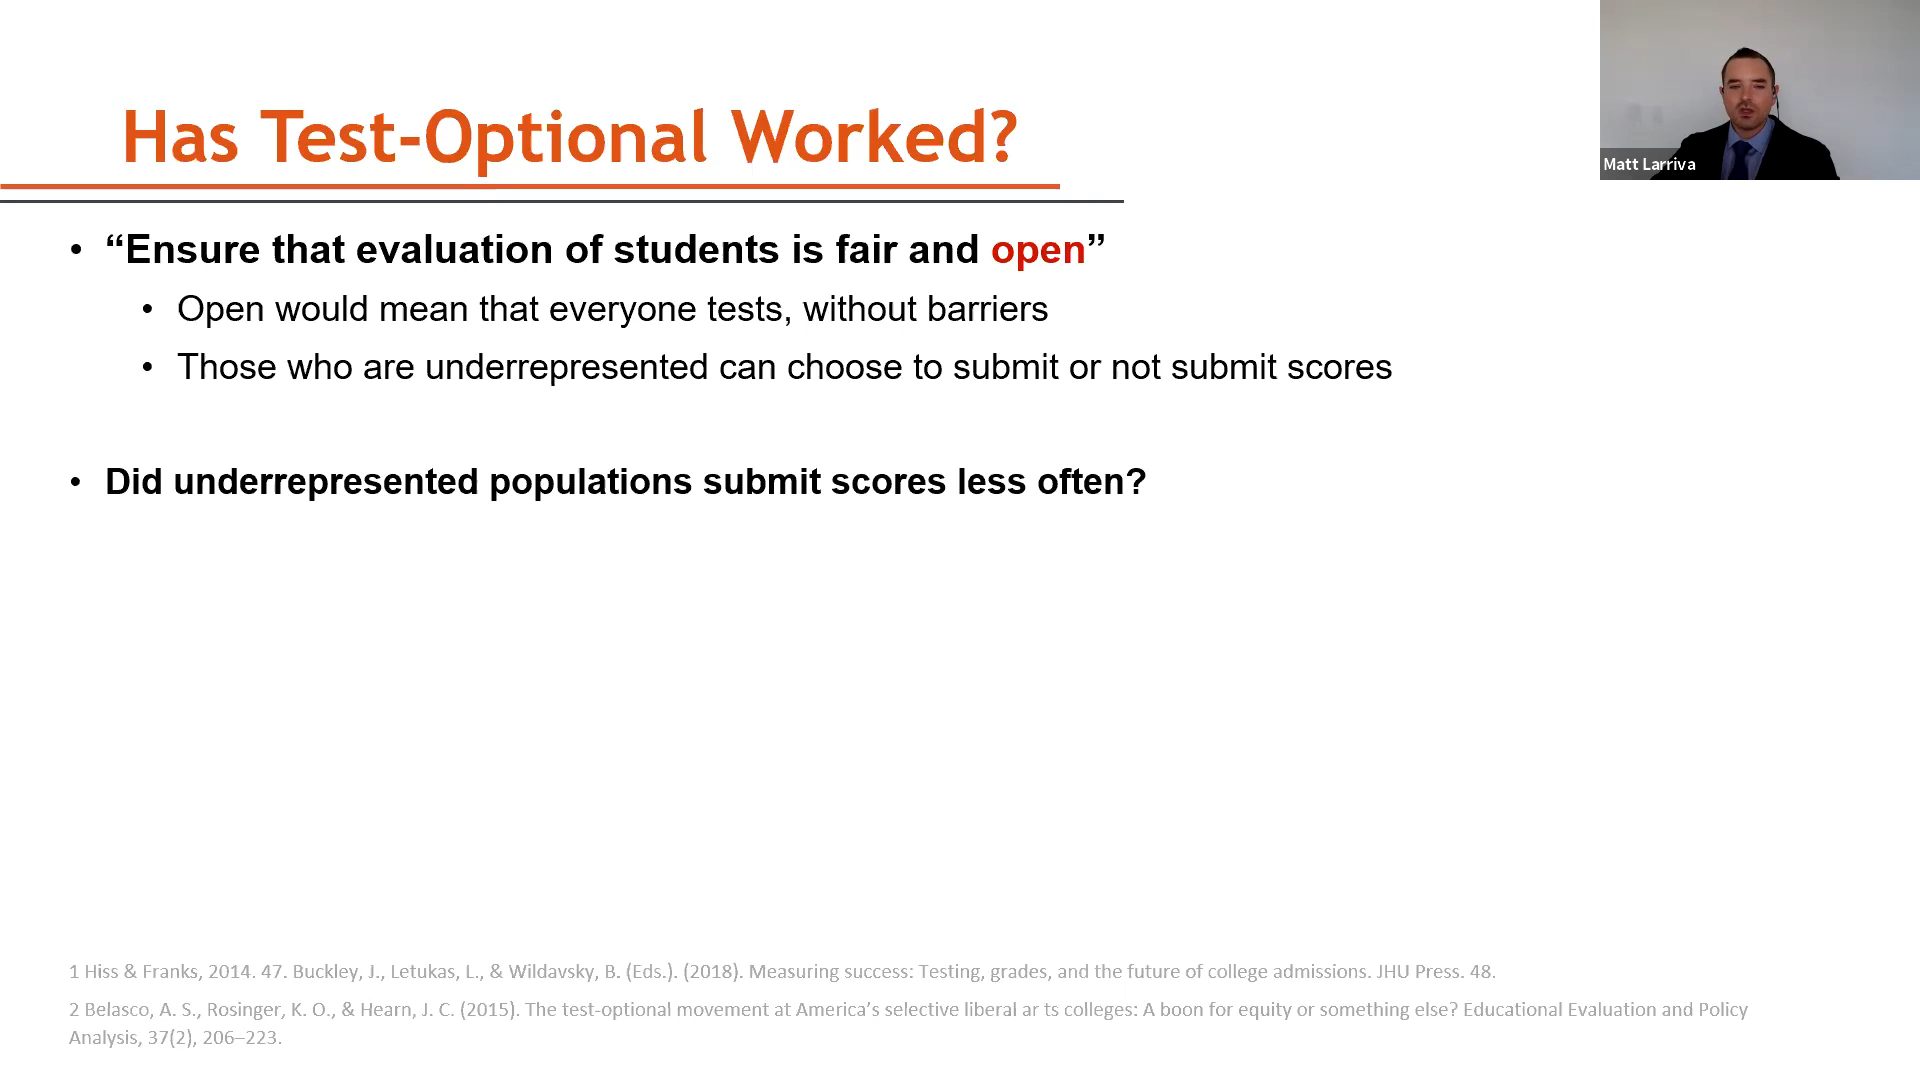 Has Test-Optional Worked?
Matt Larriva
• “Ensure that evaluation of students is fair and open”
• Open would mean that everyone tests, without barriers
• Those who are underrepresented can choose to submit or not submit scores
• Did underrepresented populations submit scores less often?
1 Hiss & Franks, 2014. 47. Buckley, J., Letukas, L., & Wildavsky, B. (Eds.). (2018). Measuring success: Testing, grades, and the future of college admissions. JHU Press. 48.
2 Belasco, A. S., Rosinger, K. O., & Hearn, J. C. (2015). The test-optional movement at America’s selective liberal ar ts colleges: A boon for equity or something else? Educational Evaluation and Policy
Analysis, 37(2), 206–223.